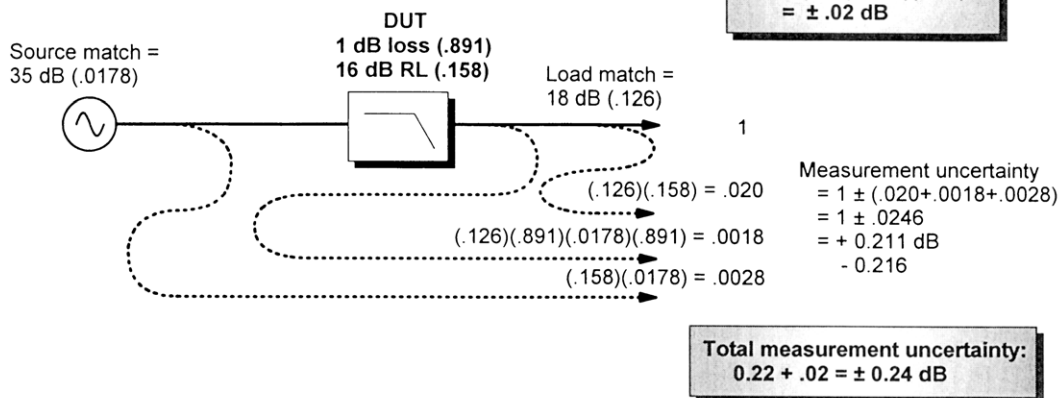 = ± .02 dB
DUT
1 dB loss (.891)
16 dB RL (.158)
Source match =
35 dB (.0178)
Load match =
18 dB (.126)
1
(.126)(.158) = .020
(.126)(.891)(.0178)(.891) = .0018
(.158)(.0178) = .0028
Measurement uncertainty
= 1 ± (.020+.0018+.0028)
= 1 ± .0246
= + 0.211 dB
- 0.216
Total measurement uncertainty:
0.22 + .02 = ± 0.24 dB